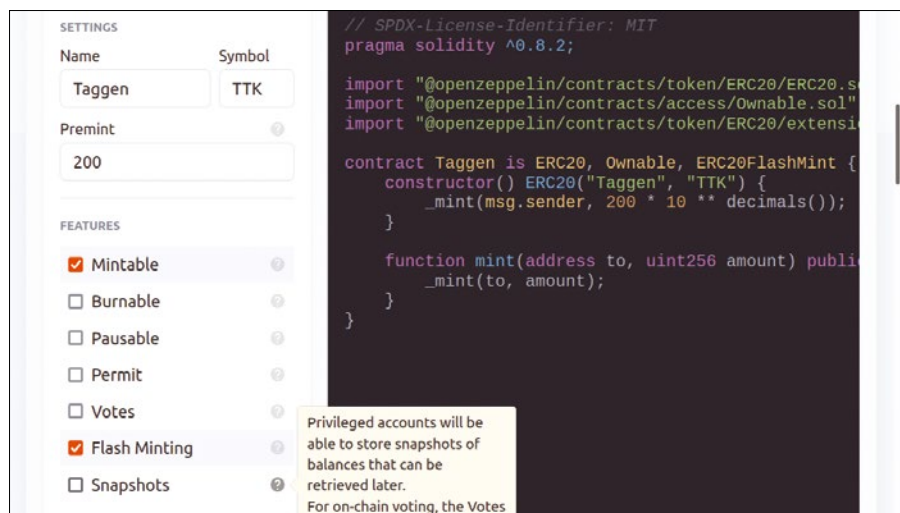 SETTINGS
Name Symbol
Taggen TTK
Premint
200
FEATURES
Mintable
Burnable
Pausable
Permit
Votes
Flash Minting
Snapshots
// SPDX-License-Identifier: MIT
pragma solidity ^0.8.2;
import "@openzeppelin/contracts/token/ERC20/ERC20.s
import "@openzeppelin/contracts/access/Ownable.sol"
import "@openzeppelin/contracts/token/ERC20/extensi
contract Taggen is ERC20, Ownable, ERC20FlashMint {
constructor() ERC20("Taggen", "TTK") {
_mint(msg.sender, 200 * 10 ** decimals());
}
function mint(address to, uint256 amount) publi
_mint(to, amount);
}
}
Privileged accounts will be
able to store snapshots of
balances that can be
retrieved later.
For on-chain voting, the Votes